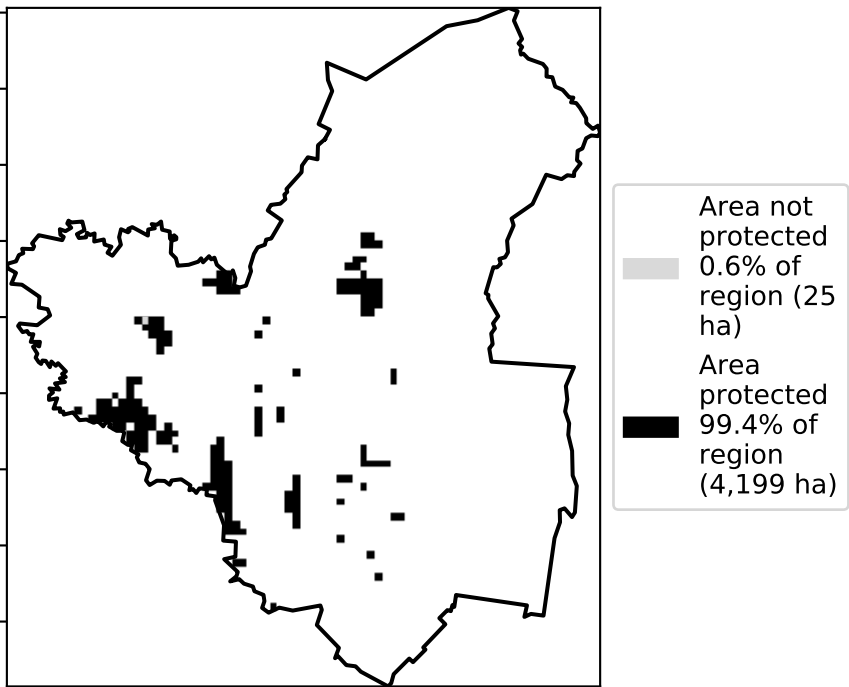 Area not
protected
0.6% of
region (25
ha)
Area
protected
99.4% of
region
(4,199 ha)